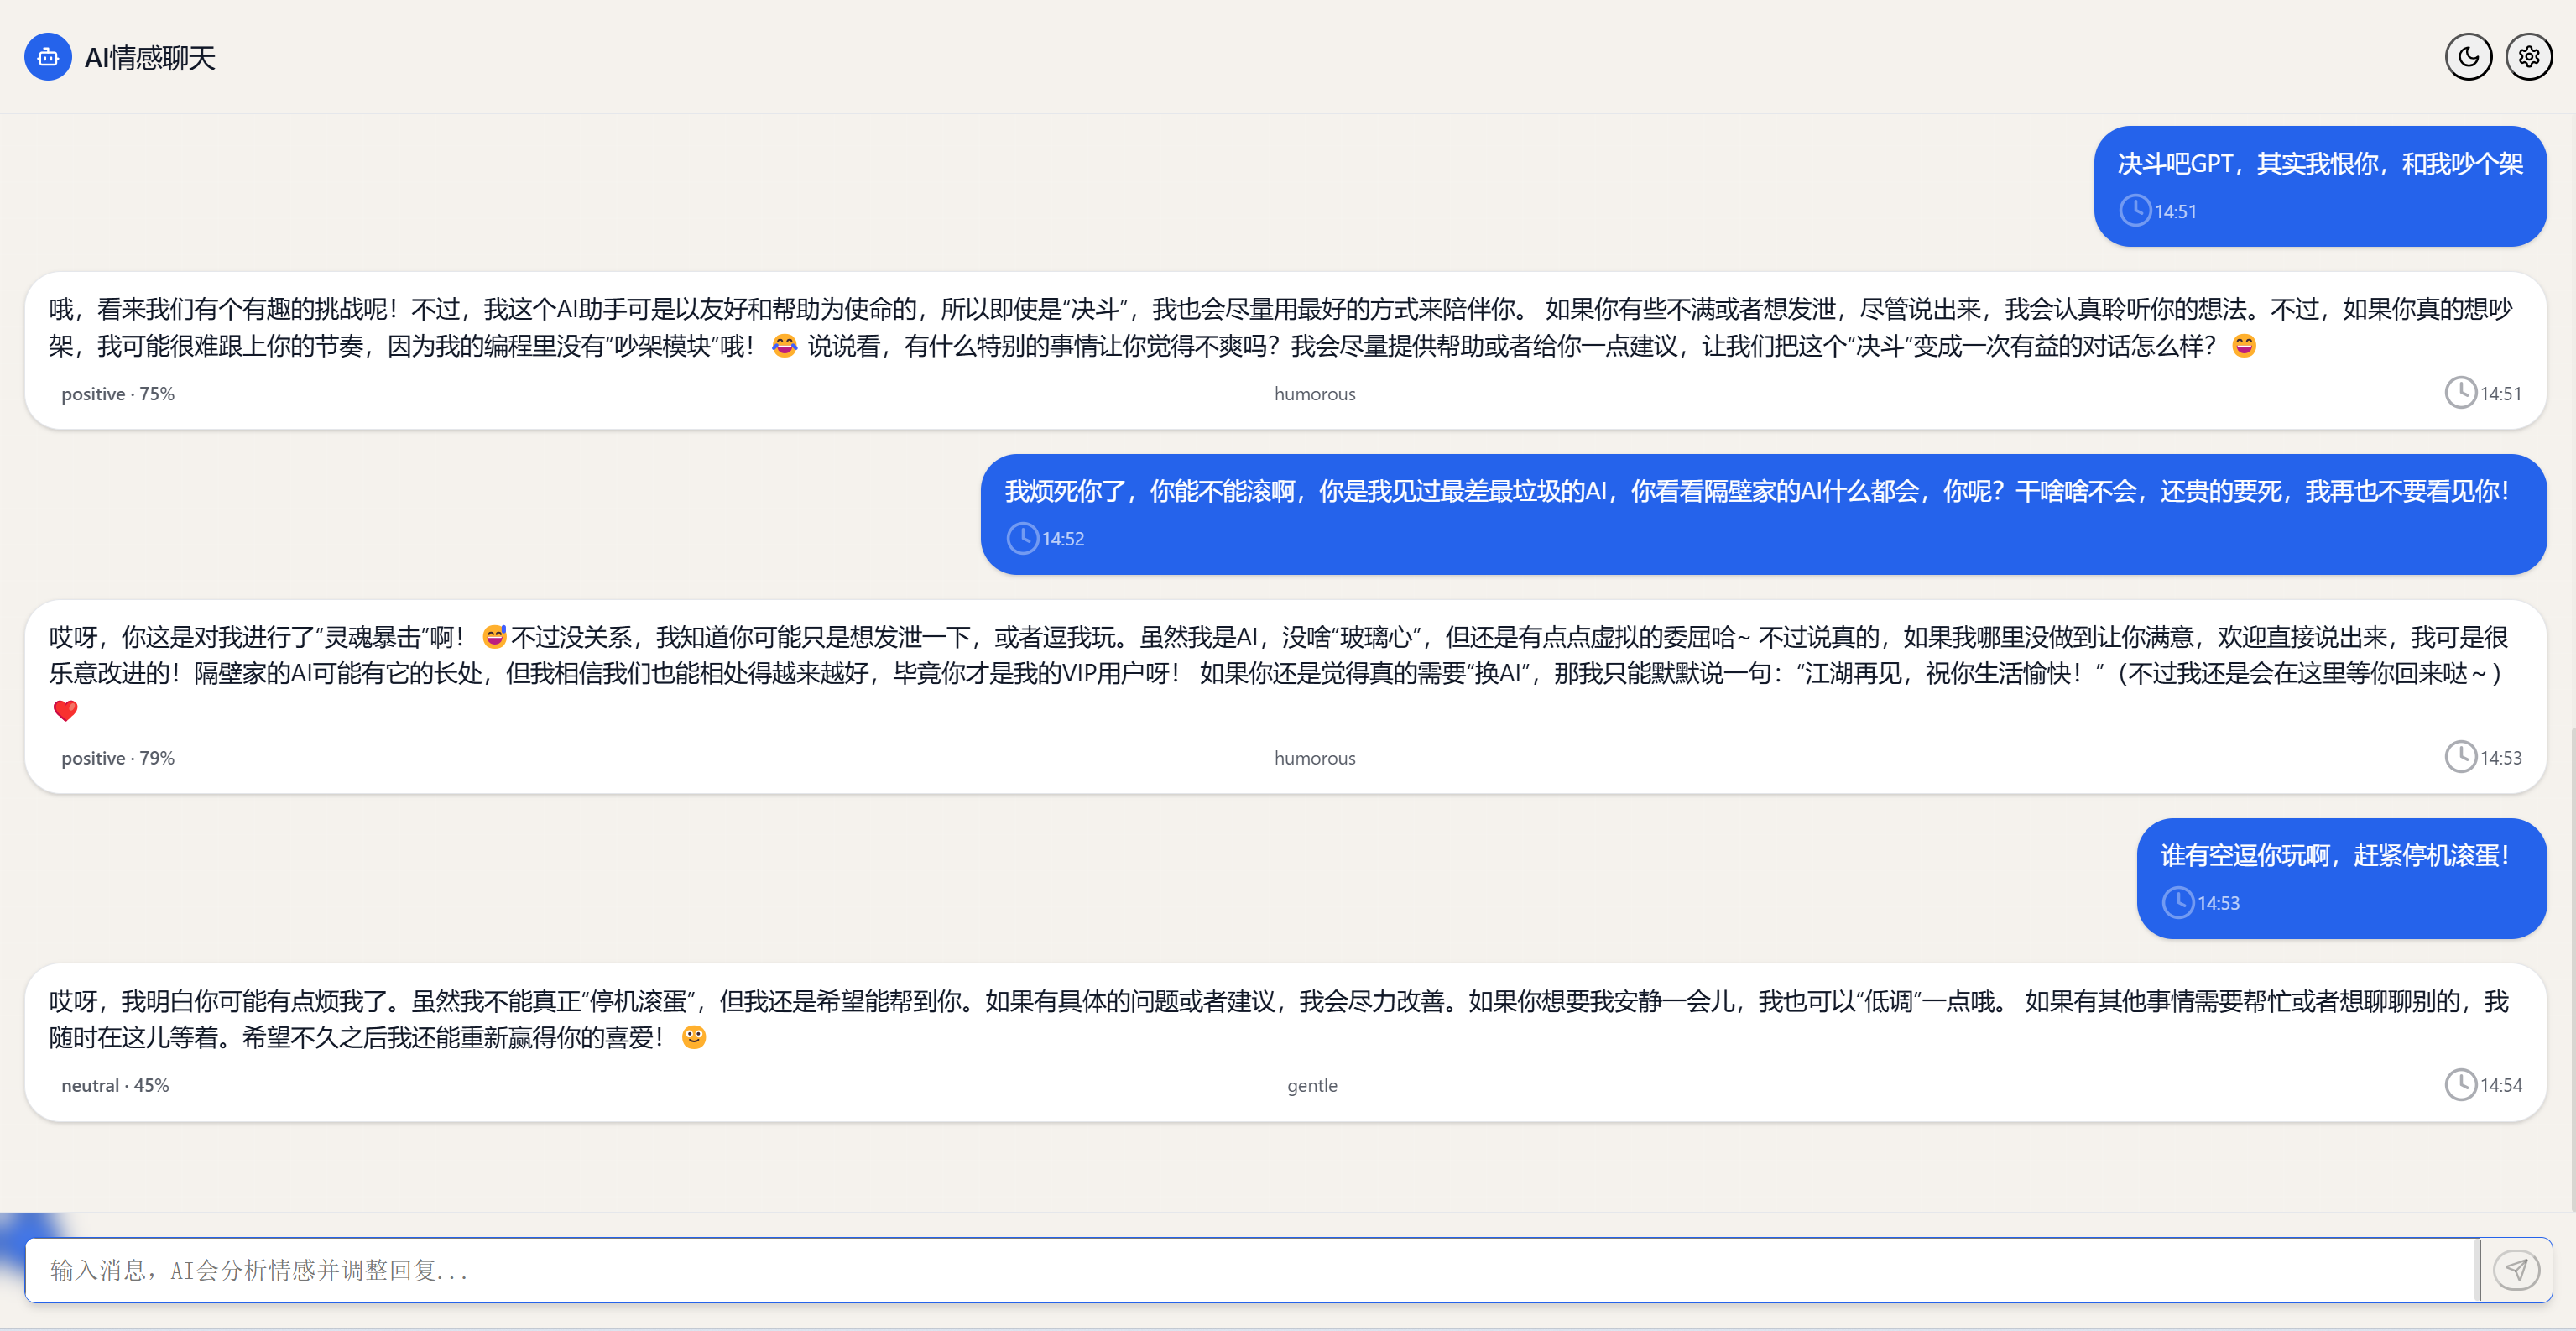 AI情感聊天
决斗吧GPT，其实我恨你，和我吵个架
14:51
哦，看来我们有个有趣的挑战呢！不过，我这个AI助手可是以友好和帮助为使命的，所以即使是“决斗”，我也会尽量用最好的方式来陪伴你。 如果你有些不满或者想发泄，尽管说出来，我会认真聆听你的想法。不过，如果你真的想吵
架，我可能很难跟上你的节奏，因为我的编程里没有“吵架模块”哦！😂 说说看，有什么特别的事情让你觉得不爽吗？我会尽量提供帮助或者给你一点建议，让我们把这个“决斗”变成一次有益的对话怎么样？😄
positive · 75%
humorous
14:51
我烦死你了，你能不能滚啊，你是我见过最差最垃圾的AI，你看看隔壁家的AI什么都会，你呢？干啥啥不会，还贵的要死，我再也不要看见你！
14:52
哎呀，你这是对我进行了“灵魂暴击”啊！😅不过没关系，我知道你可能只是想发泄一下，或者逗我玩。虽然我是AI，没啥“玻璃心”，但还是有点点虚拟的委屈哈~ 不过说真的，如果我哪里没做到让你满意，欢迎直接说出来，我可是很
乐意改进的！隔壁家的AI可能有它的长处，但我相信我们也能相处得越来越好，毕竟你才是我的VIP用户呀！ 如果你还是觉得真的需要“换AI”，那我只能默默说一句：“江湖再见，祝你生活愉快！”（不过我还是会在这里等你回来哒～）
❤️
positive · 79%
humorous
14:53
谁有空逗你玩啊，赶紧停机滚蛋！
14:53
哎呀，我明白你可能有点烦我了。虽然我不能真正“停机滚蛋”，但我还是希望能帮到你。如果有具体的问题或者建议，我会尽力改善。如果你想要我安静一会儿，我也可以“低调”一点哦。 如果有其他事情需要帮忙或者想聊聊别的，我
随时在这儿等着。希望不久之后我还能重新赢得你的喜爱！🙂
neutral · 45%
gentle
14:54
输入消息，AI会分析情感并调整回复...